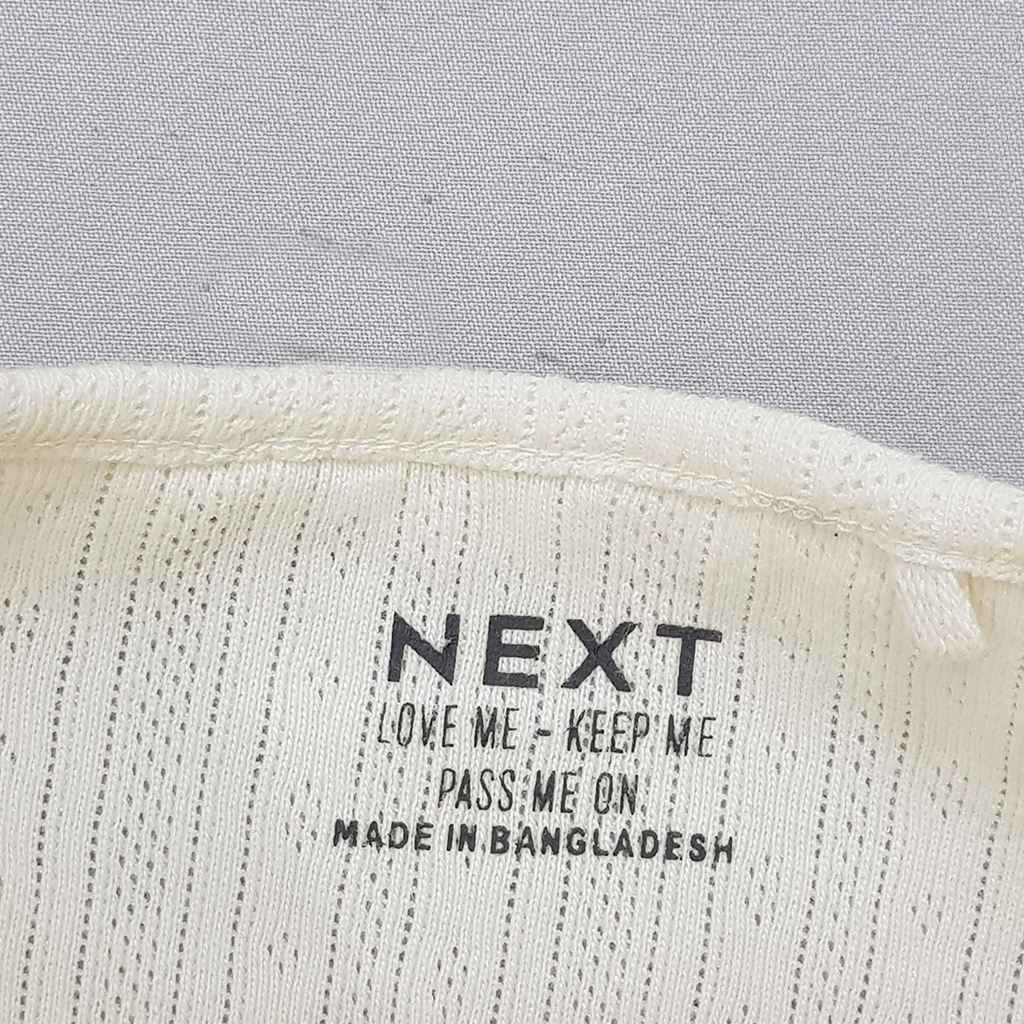 NEXT
LOVE ME - KEEP ME
PASS ME ON
MADE IN BANGLADESH